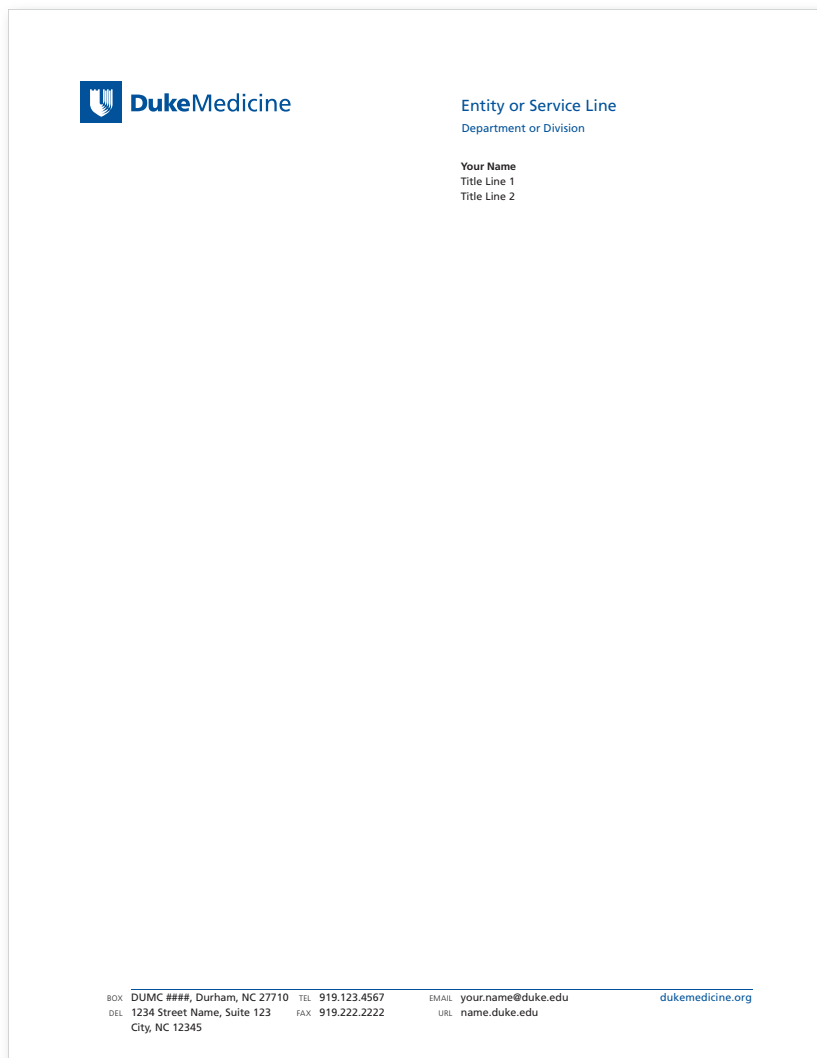 DukeMedicine
Entity or Service Line
Department or Division
Your Name
Title Line 1
Title Line 2
BOX DUMC ####, Durham, NC 27710 TEL 919.123.4567 EMAIL your.name@duke.edu dukemedicine.org
DEL 1234 Street Name, Suite 123 FAX 919.222.2222 URL name.duke.edu
City, NC 12345